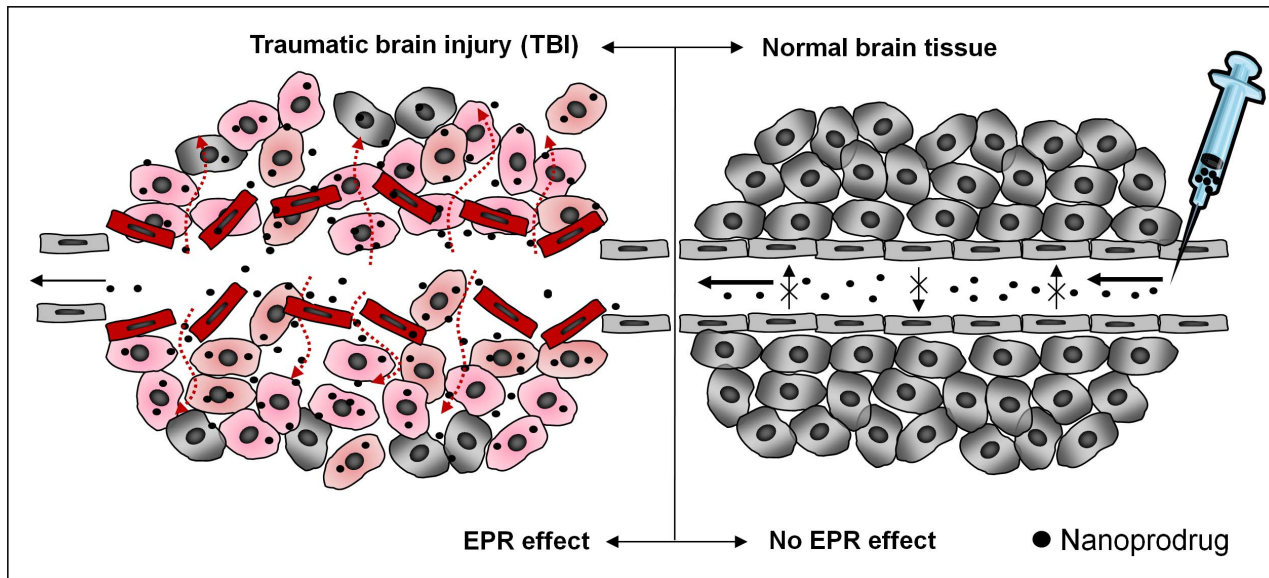 Traumatic brain injury (TBI)
Normal brain tissue
EPR effect
No EPR effect
Nanoprodrug